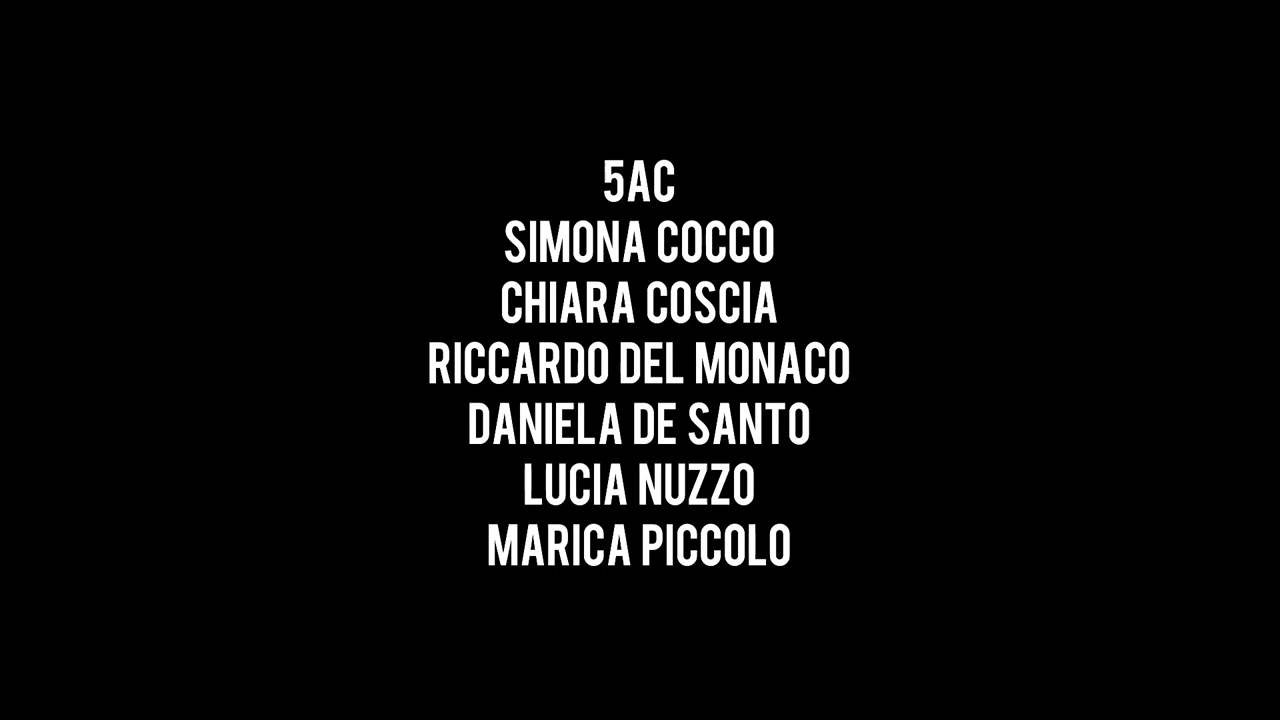 5AC
SIMONA COCCO
CHIARA COSCIA
RICCARDO DEL MONACO
DANIELA DE SANTO
LUCIA NUZZO
MARICA PICCOLO